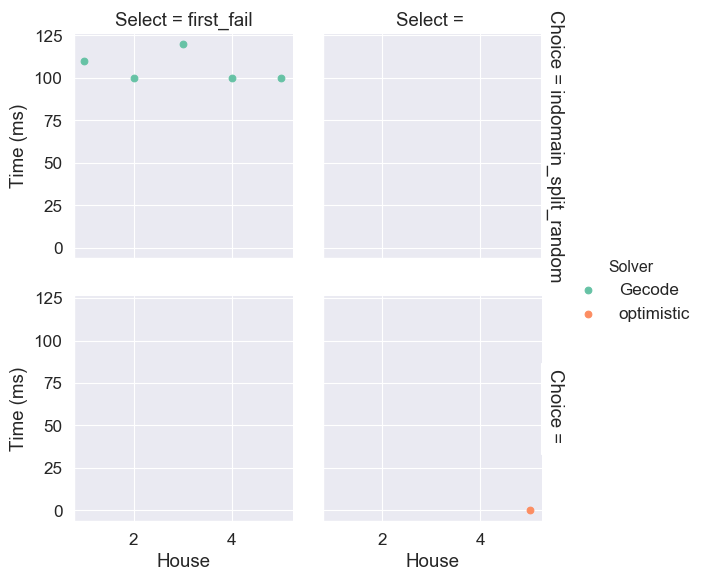 Select = first_fail
Select =
125
100
75
50
25
0
Time (ms)
Choice = indomain_split_random
Solver
Gecode
optimistic
125
100
75
50
25
0
Time (ms)
Choice =
2
4
2
4
House
House